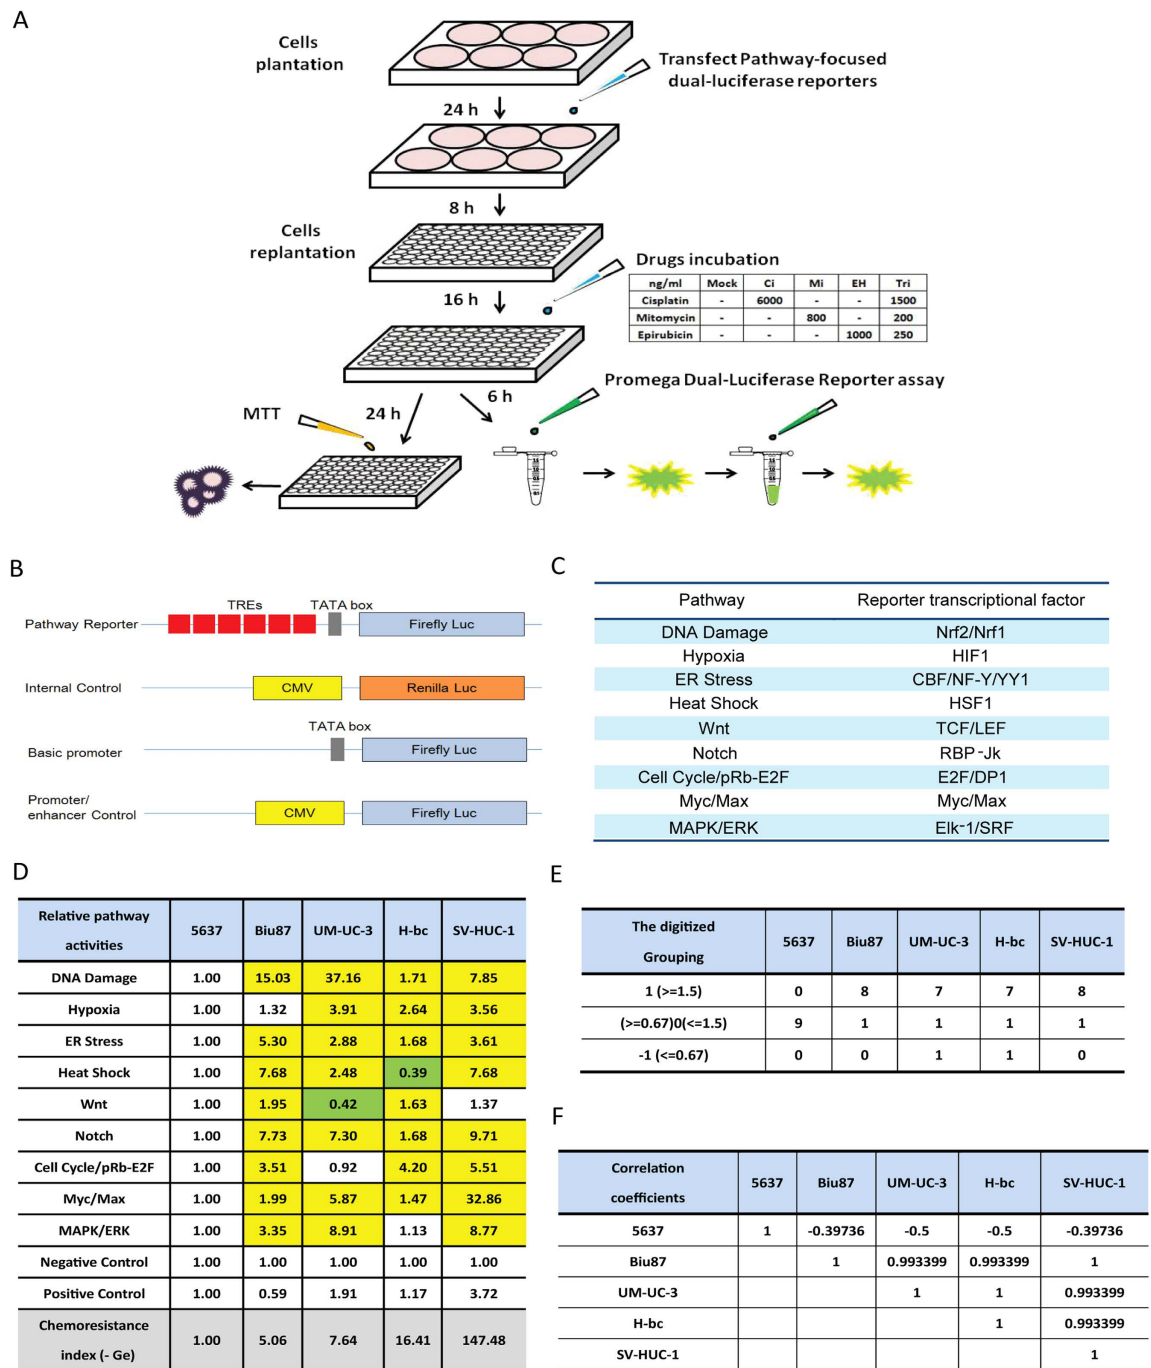 A
Cells
plantation
Transfect Pathway-focused
dual-luciferase reporters
24 h
8 h
Cells
replantation
Drugs incubation
16 h
ng/ml Mock Ci Mi EH Tri
Cisplatin - 6000 - - 1500
Mitomycin - - 800 - 200
Epirubicin - - - 1000 250
Promega Dual-Luciferase Reporter assay
6 h
MTT
24 h
B
TREs TATA box
Pathway Reporter Firefly Luc
Internal Control CMV Renilla Luc
TATA box
Basic promoter Firefly Luc
Promoter/
enhancer Control CMV Firefly Luc
C
Pathway Reporter transcriptional factor
DNA Damage Nrf2/Nrf1
Hypoxia HIF1
ER Stress CBF/NF-Y/YY1
Heat Shock HSF1
Wnt TCF/LEF
Notch RBP-Jk
Cell Cycle/pRb-E2F E2F/DP1
Myc/Max Myc/Max
MAPK/ERK Elk-1/SRF
D
Relative pathway
activities 5637 Biu87 UM-UC-3 H-bc SV-HUC-1
DNA Damage 1.00 15.03 37.16 1.71 7.85
Hypoxia 1.00 1.32 3.91 2.64 3.56
ER Stress 1.00 5.30 2.88 1.68 3.61
Heat Shock 1.00 7.68 2.48 0.39 7.68
Wnt 1.00 1.95 0.42 1.63 1.37
Notch 1.00 7.73 7.30 1.68 9.71
Cell Cycle/pRb-E2F 1.00 3.51 0.92 4.20 5.51
Myc/Max 1.00 1.99 5.87 1.47 32.86
MAPK/ERK 1.00 3.35 8.91 1.13 8.77
Negative Control 1.00 1.00 1.00 1.00 1.00
Positive Control 1.00 0.59 1.91 1.17 3.72
Chemoresistance
index (- Ge) 1.00 5.06 7.64 16.41 147.48
E
The digitized
Grouping 5637 Biu87 UM-UC-3 H-bc SV-HUC-1
1 (>=1.5) 0 8 7 7 8
(>=0.67)0(<=1.5) 9 1 1 1 1
-1 (<=0.67) 0 0 1 1 0
F
Correlation
coefficients 5637 Biu87 UM-UC-3 H-bc SV-HUC-1
5637 1 -0.39736 -0.5 -0.5 -0.39736
Biu87 1 0.993399 0.993399 1
UM-UC-3 1 1 0.993399
H-bc 1 0.993399
SV-HUC-1 1